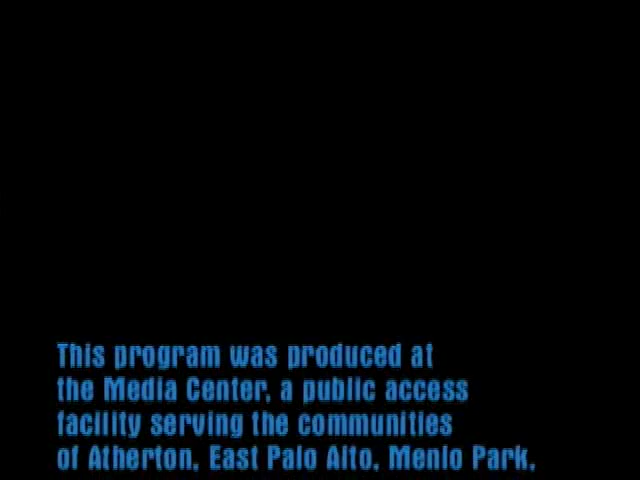 This program was produced at
the Media Center, a public access
facility serving the communities
of Atherton, East Palo Alto, Menlo Park,